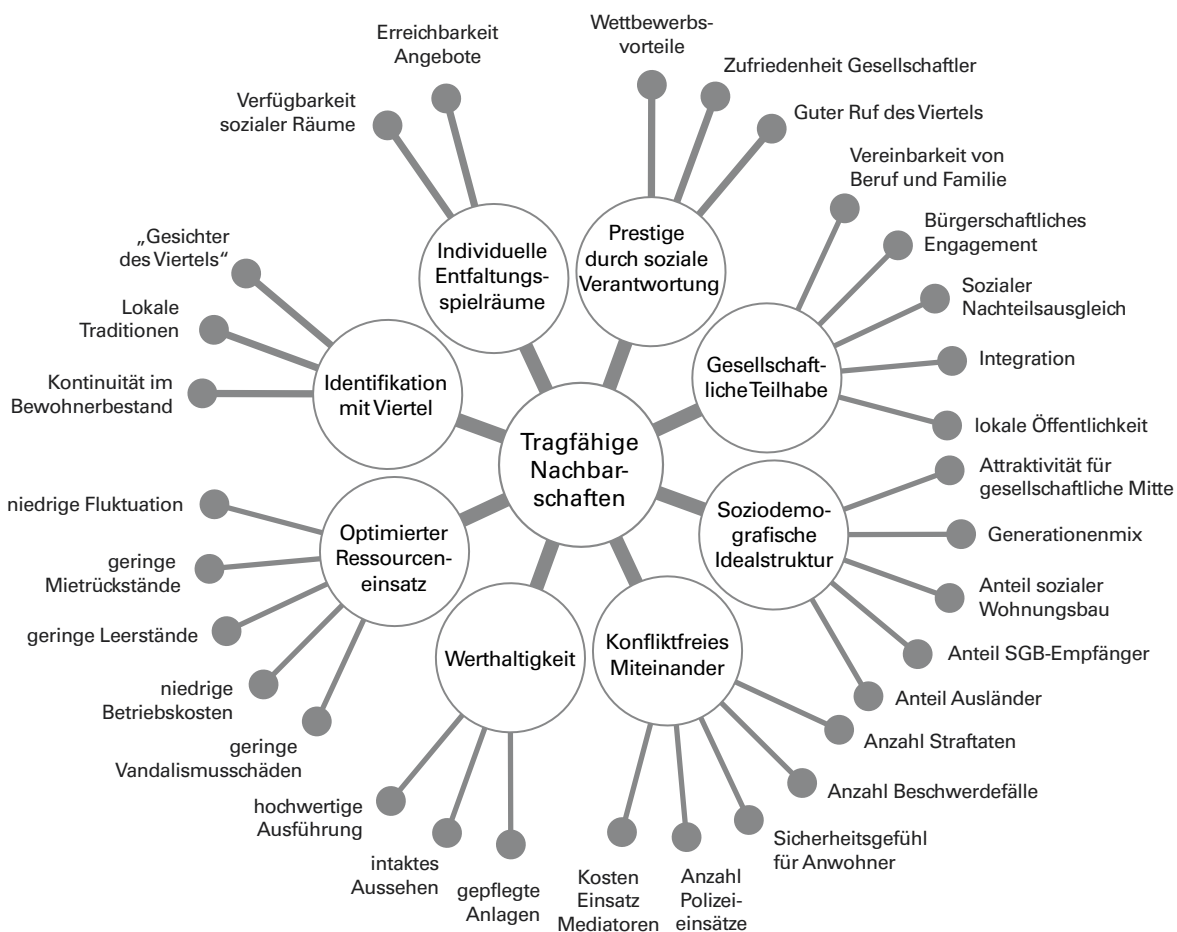 Tragfähige
Nachbar-
schaften
Prestige
durch soziale
Verantwortung
Wettbewerbs-
vorteile
Zufriedenheit Gesellschaftler
Guter Ruf des Viertels
Gesellschaft-
liche Teilhabe
Vereinbarkeit von
Beruf und Familie
Bürgerschaftliches
Engagement
Sozialer
Nachteilsausgleich
Integration
lokale Öffentlichkeit
Soziodemo-
grafische
Idealstruktur
Attraktivität für
gesellschaftliche Mitte
Generationenmix
Anteil sozialer
Wohnungsbau
Anteil SGB-Empfänger
Anteil Ausländer
Konfliktfreies
Miteinander
Anzahl Straftaten
Anzahl Beschwerdefälle
Sicherheitsgefühl
für Anwohner
Anzahl
Polizei-
einsätze
Kosten
Einsatz
Mediatoren
Werthaltigkeit
gepflegte
Anlagen
intaktes
Aussehen
hochwertige
Ausführung
Optimierter
Ressourcen-
einsatz
geringe
Vandalismusschäden
niedrige
Betriebskosten
geringe Leerstände
geringe
Mietrückstände
niedrige Fluktuation
Identifikation
mit Viertel
Kontinuität im
Bewohnerbestand
Lokale
Traditionen
„Gesichter
des Viertels“
Individuelle
Entfaltungs-
spielräume
Verfügbarkeit
sozialer Räume
Erreichbarkeit
Angebote